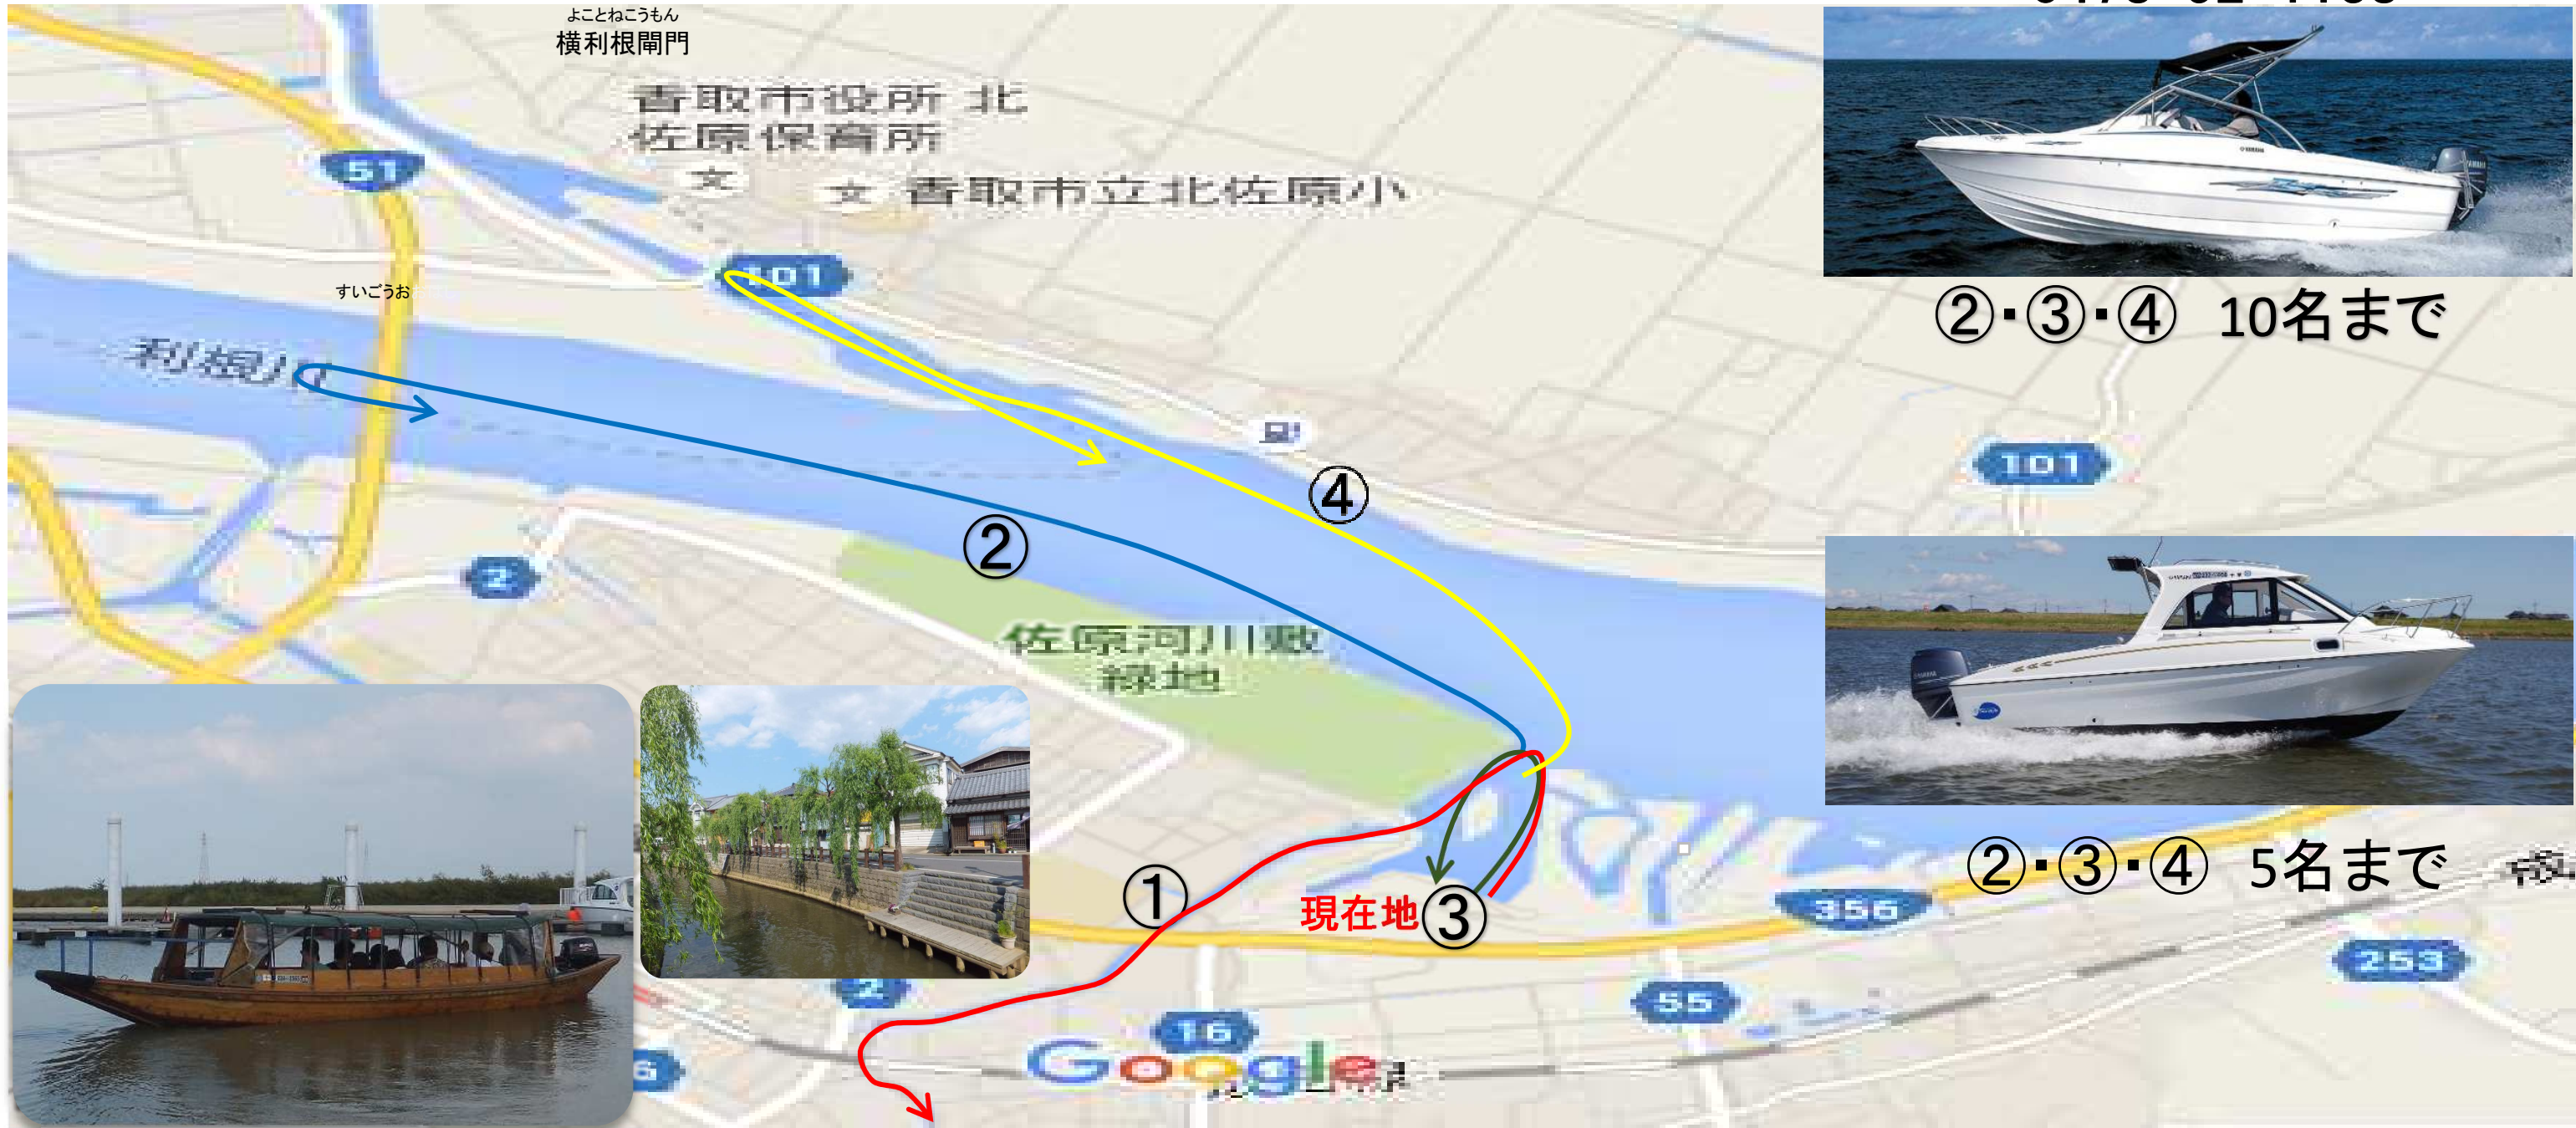 よことねこうもん
横利根閘門
香取市役所 北
佐原保育所
文
文 香取市立北佐原小
51
101
すいごうお
利根川
②・③・④ 10名まで
101
④
②
2
佐原河川敷
緑地
②・③・④ 5名まで
①
現在地
③
356
253
2
55
16
Google